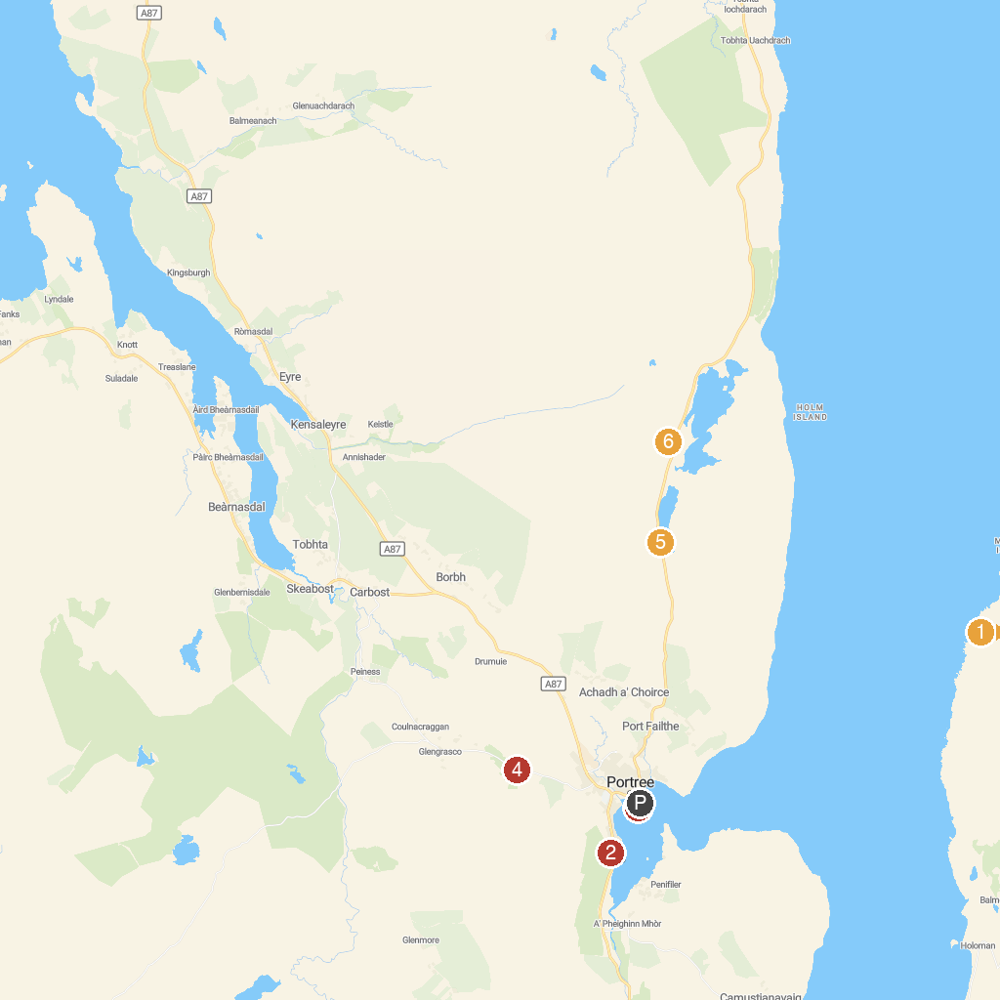 Tobhta
Iochdarach
A87
Tobhta Uachdrach
Glenuachdarach
Balmeanach
A87
Kingsburgh
Lyndale
Fanks
Ròmasdal
Knott
Treaslane
Suladale
Eyre
HOLM
ISLAND
Àird Bheàrnasdail
Kensaleyre
Keistle
6
Pàirc Bheàrnasdail
Annishader
Beàrnasdal
5
Tobhta
A87
Borbh
Skeabost
Carbost
Glenbernisdale
1
Drumuie
Peiness
A87
Achadh a' Choirce
Coulnacraggan
Port Failthe
Glengrasco
4
Portree
P
2
Penifiler
A' Pheighinn Mhòr
Glenmore
Holoman
Camustianavaig